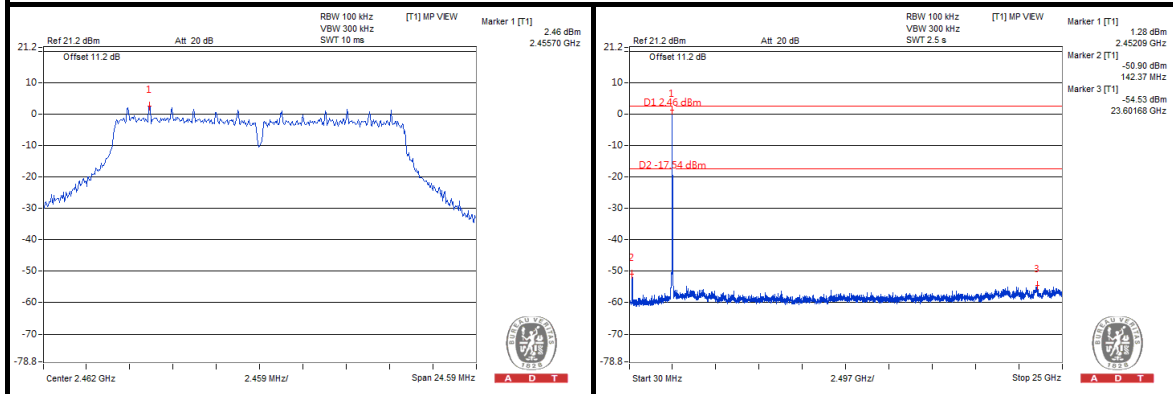 RBW 100 kHz
[T1] MP VIEW
VBW 300 kHz
Ref 21.2 dBm
Att 20 dB
SWT 10 ms
Marker 1 [T1]
2.46 dBm
2.45570 GHz
21.2
Offset 11.2 dB
1
10
0
-10
-20
-30
-40
-50
-60
-70
-78.8
Center 2.462 GHz
2.459 MHz/
Span 24.59 MHz
BUREAU VERITAS
1828
A D T
RBW 100 kHz
[T1] MP VIEW
VBW 300 kHz
Ref 21.2 dBm
Att 20 dB
SWT 2.5 s
Marker 1 [T1]
1.28 dBm
2.45209 GHz
Marker 2 [T1]
-50.90 dBm
142.37 MHz
Marker 3 [T1]
-54.53 dBm
23.60168 GHz
21.2
Offset 11.2 dB
1
D1 2.46 dBm
D2 -17.54 dBm
2
3
10
0
-10
-20
-30
-40
-50
-60
-70
-78.8
Start 30 MHz
2.497 GHz/
Stop 25 GHz
BUREAU VERITAS
1828
A D T